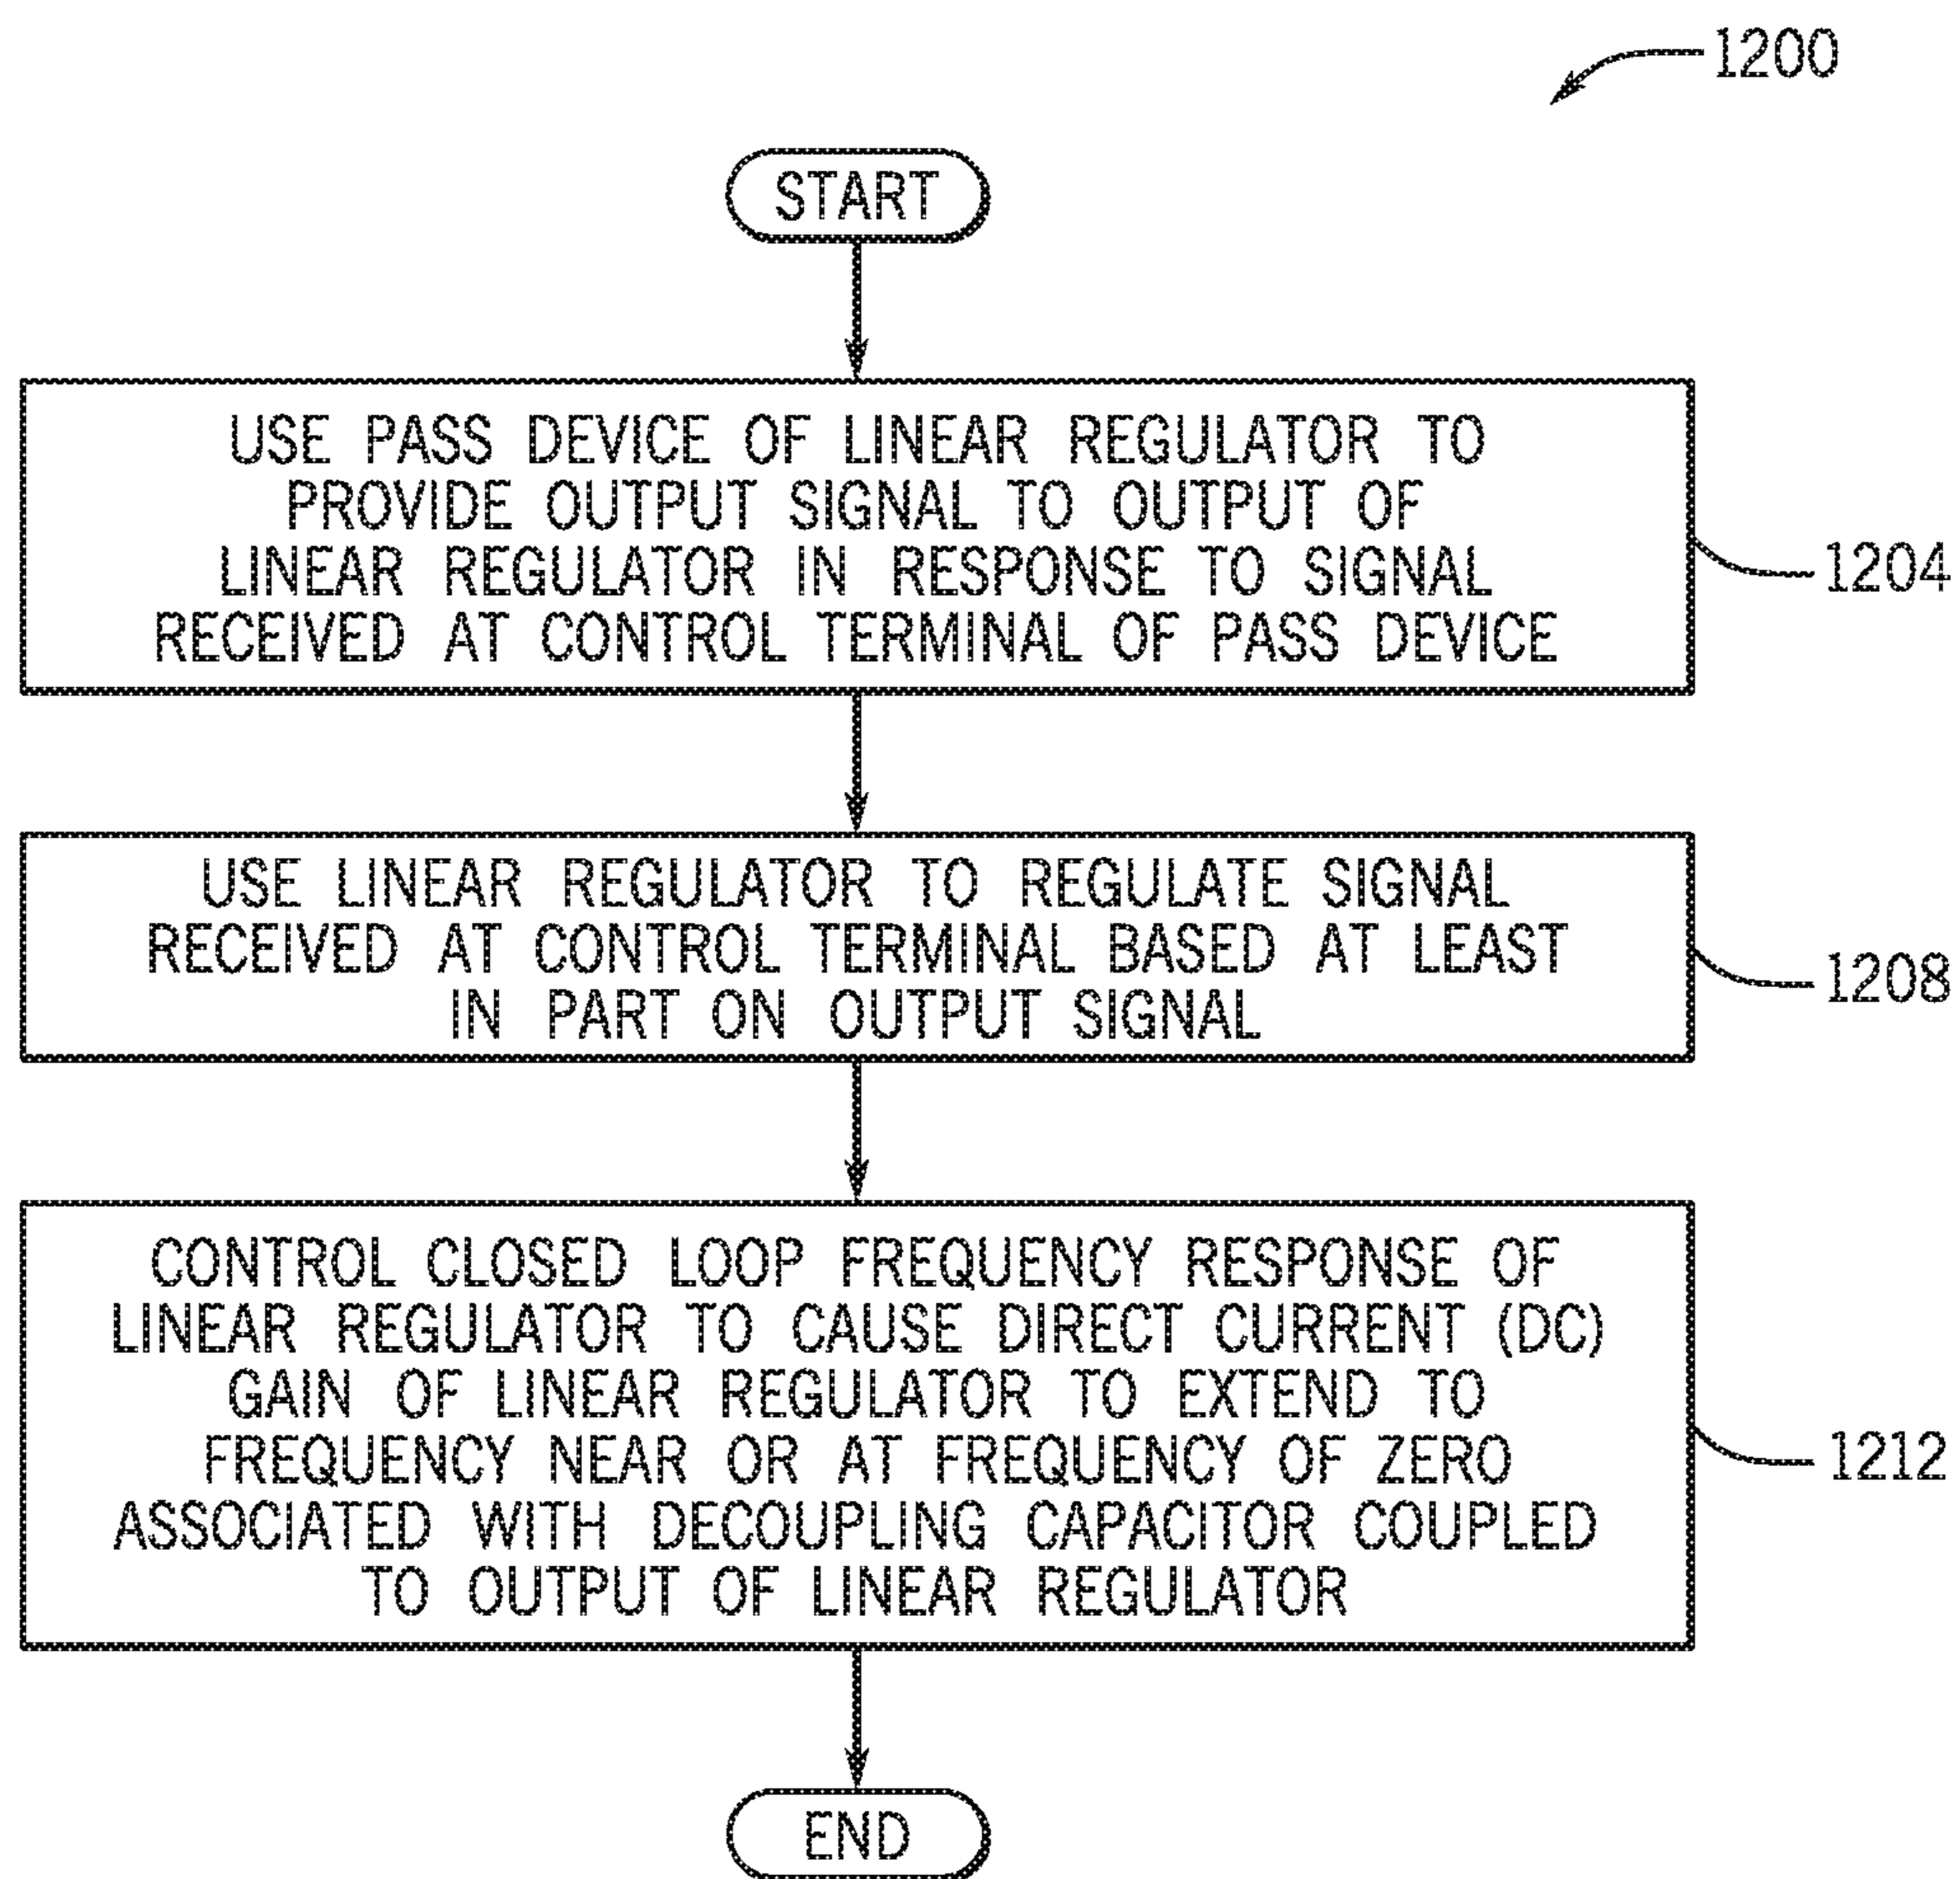 1200
START
USE PASS DEVICE OF LINEAR REGULATOR TO
PROVIDE OUTPUT SIGNAL TO OUTPUT OF
LINEAR REGULATOR IN RESPONSE TO SIGNAL
RECEIVED AT CONTROL TERMINAL OF PASS DEVICE
1204
USE LINEAR REGULATOR TO REGULATE SIGNAL
RECEIVED AT CONTROL TERMINAL BASED AT LEAST
IN PART ON OUTPUT SIGNAL
1208
CONTROL CLOSED LOOP FREQUENCY RESPONSE OF
LINEAR REGULATOR TO CAUSE DIRECT CURRENT (DC)
GAIN OF LINEAR REGULATOR TO EXTEND TO
FREQUENCY NEAR OR AT FREQUENCY OF ZERO
ASSOCIATED WITH DECOUPLING CAPACITOR COUPLED
TO OUTPUT OF LINEAR REGULATOR
1212
END